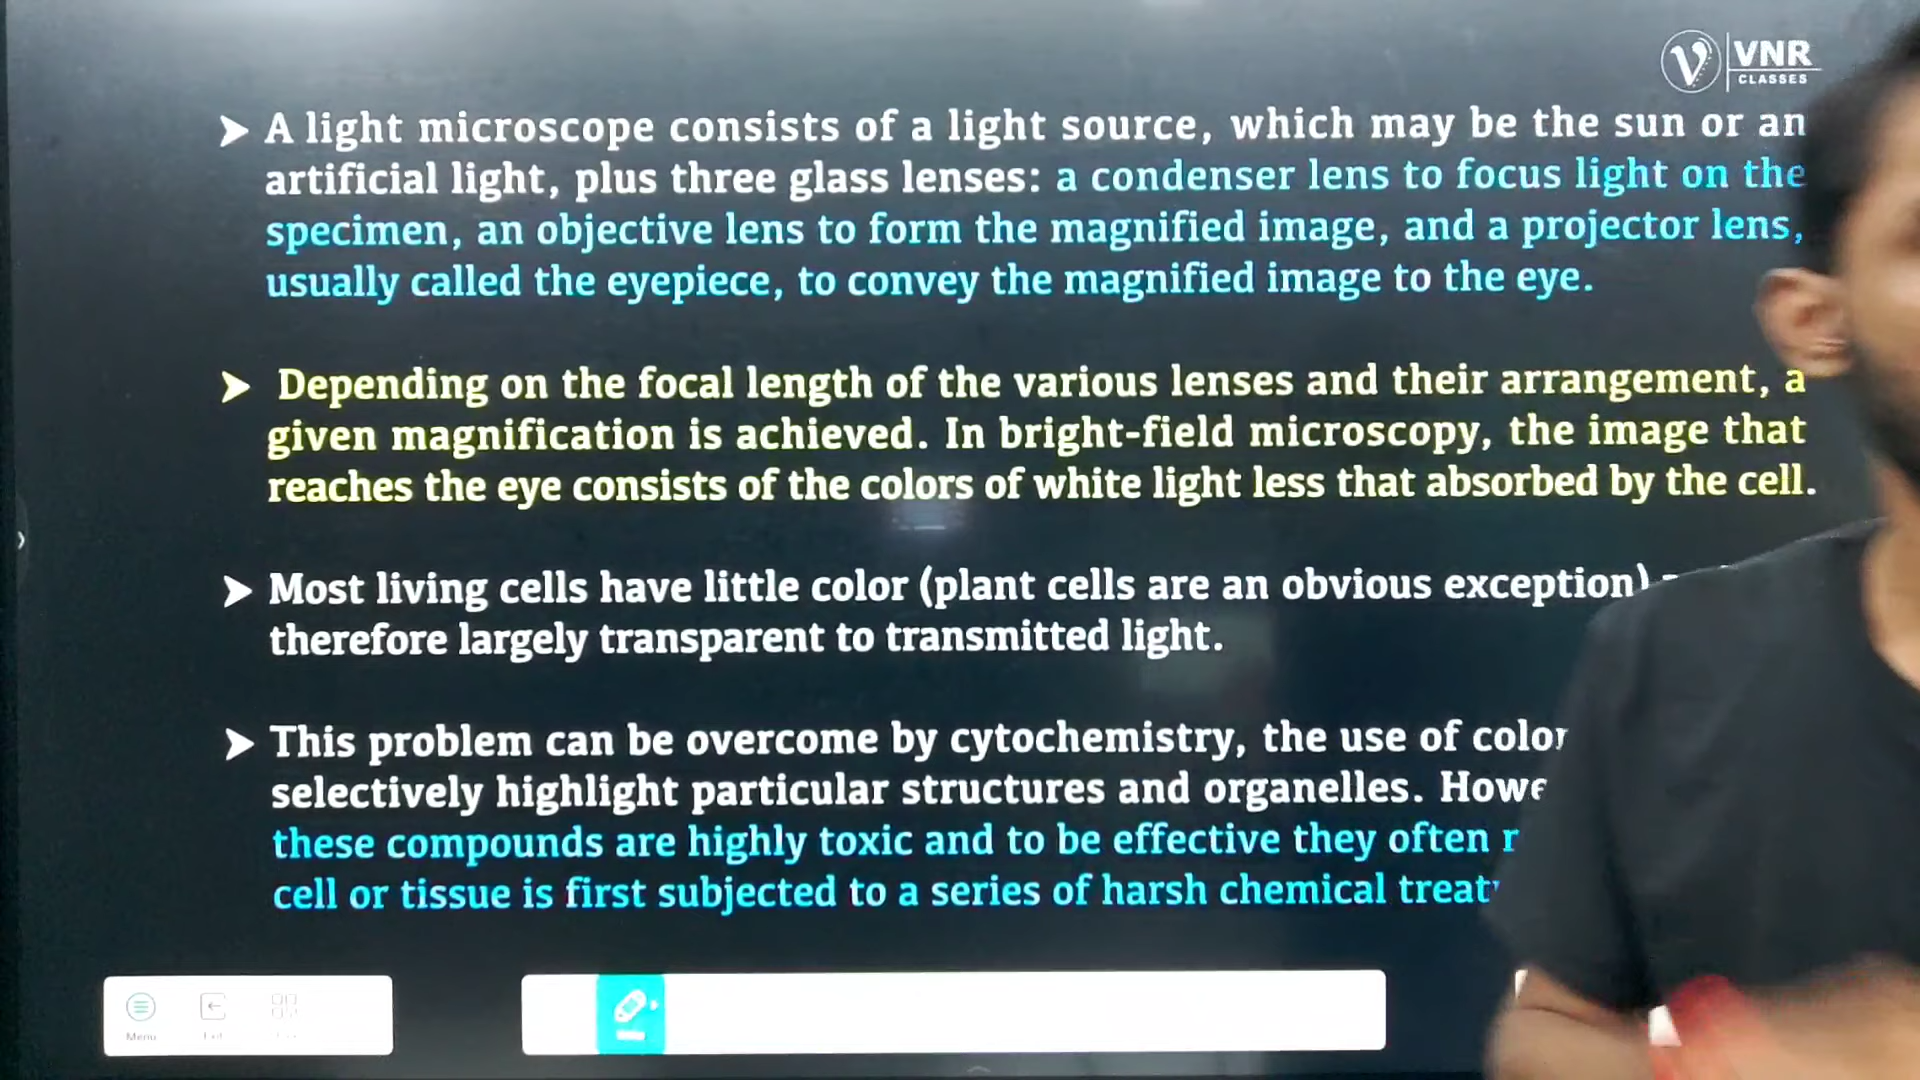 VNR
CLASSES
➤ A light microscope consists of a light source, which may be the sun or an
artificial light, plus three glass lenses: a condenser lens to focus light on the
specimen, an objective lens to form the magnified image, and a projector lens,
usually called the eyepiece, to convey the magnified image to the eye.
➤ Depending on the focal length of the various lenses and their arrangement, a
given magnification is achieved. In bright-field microscopy, the image that
reaches the eye consists of the colors of white light less that absorbed by the cell.
➤ Most living cells have little color (plant cells are an obvious exception)
therefore largely transparent to transmitted light.
➤ This problem can be overcome by cytochemistry, the use of
selectively highlight particular structures and organelles.
these compounds are highly toxic and to be effective they often
cell or tissue is first subjected to a series of harsh chemical
Menu
Exit